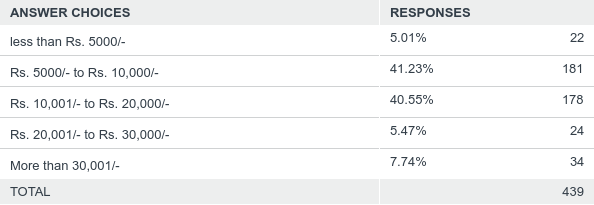 ANSWER CHOICES RESPONSES
less than Rs. 5000/- 5.01% 22
Rs. 5000/- to Rs. 10,000/- 41.23% 181
Rs. 10,001/- to Rs. 20,000/- 40.55% 178
Rs. 20,001/- to Rs. 30,000/- 5.47% 24
More than 30,001/- 7.74% 34
TOTAL 439